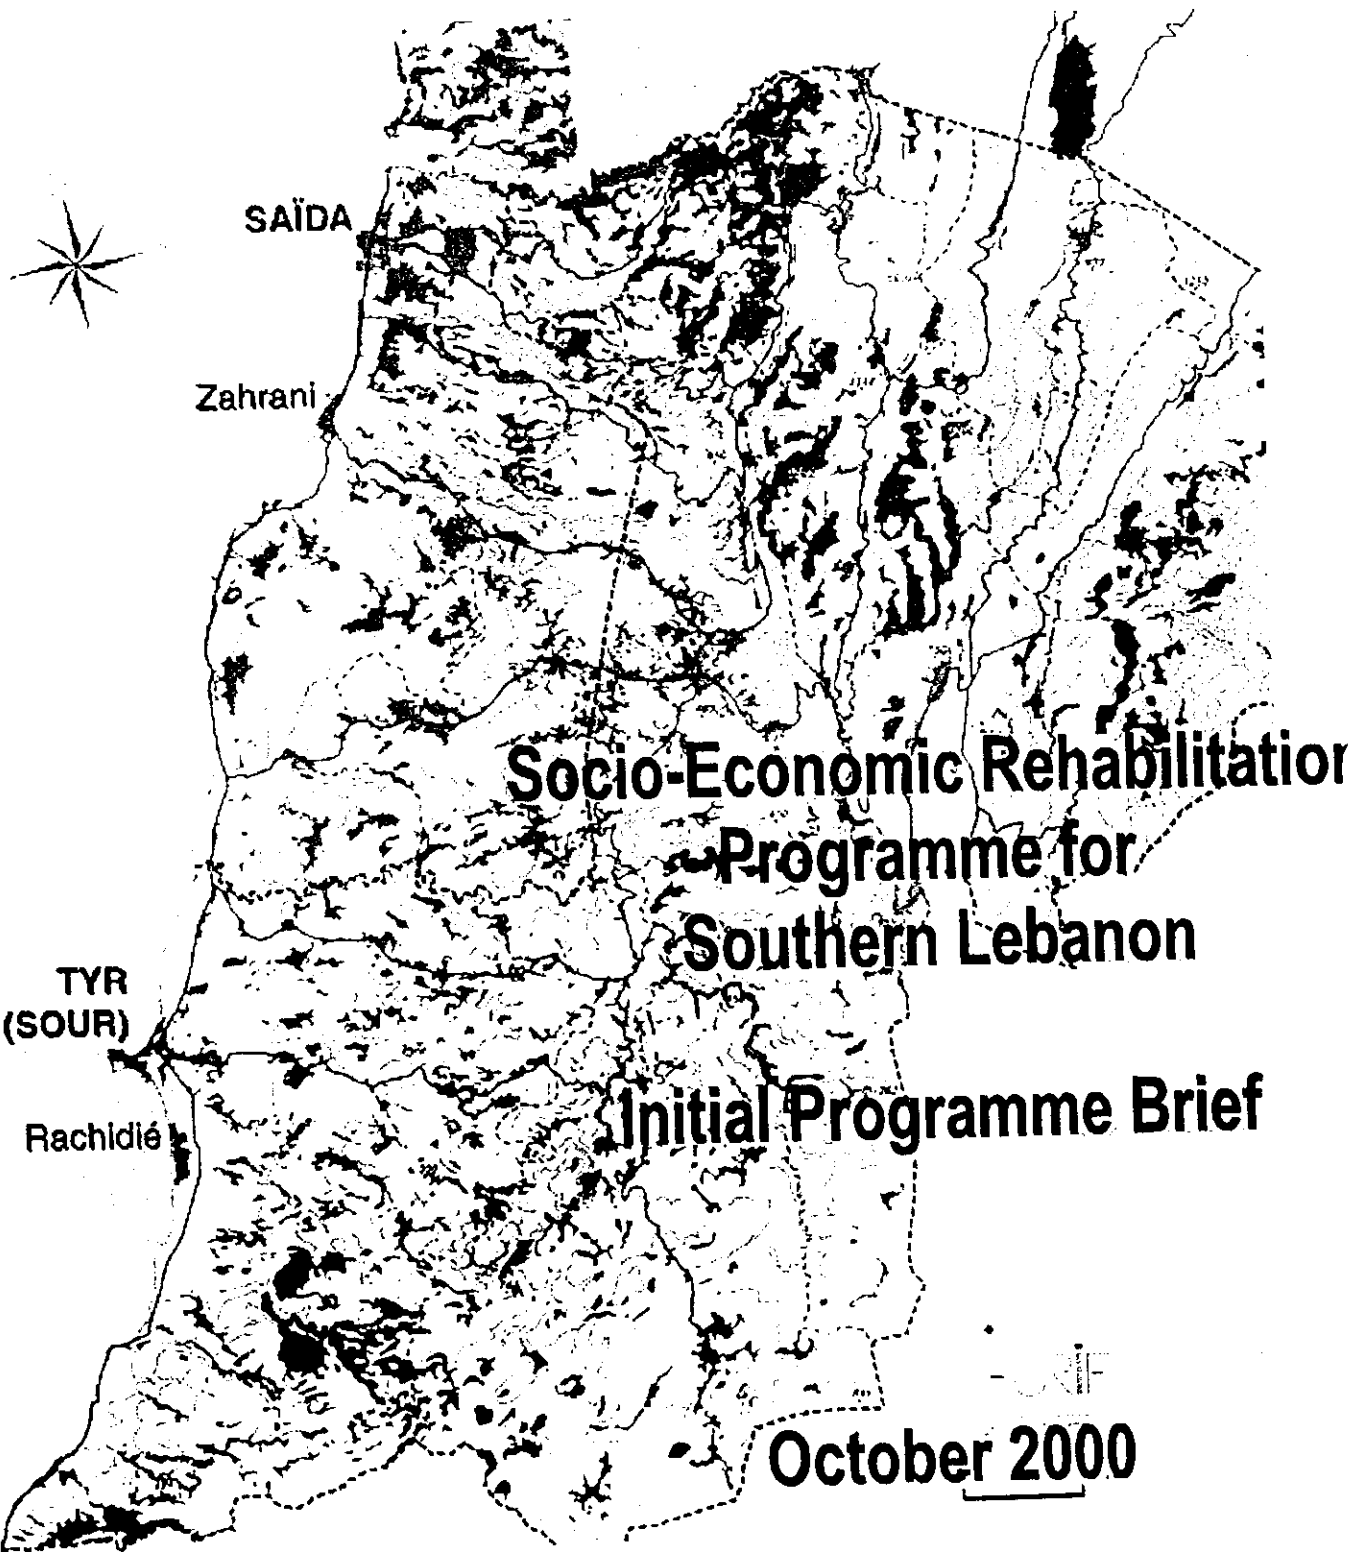 SAÏDA
Zahrani
Socio-Economic Rehabilitation
Programme for
Southern Lebanon
TYR
(SOUR)
Initial Programme Brief
Rachidié
October 2000